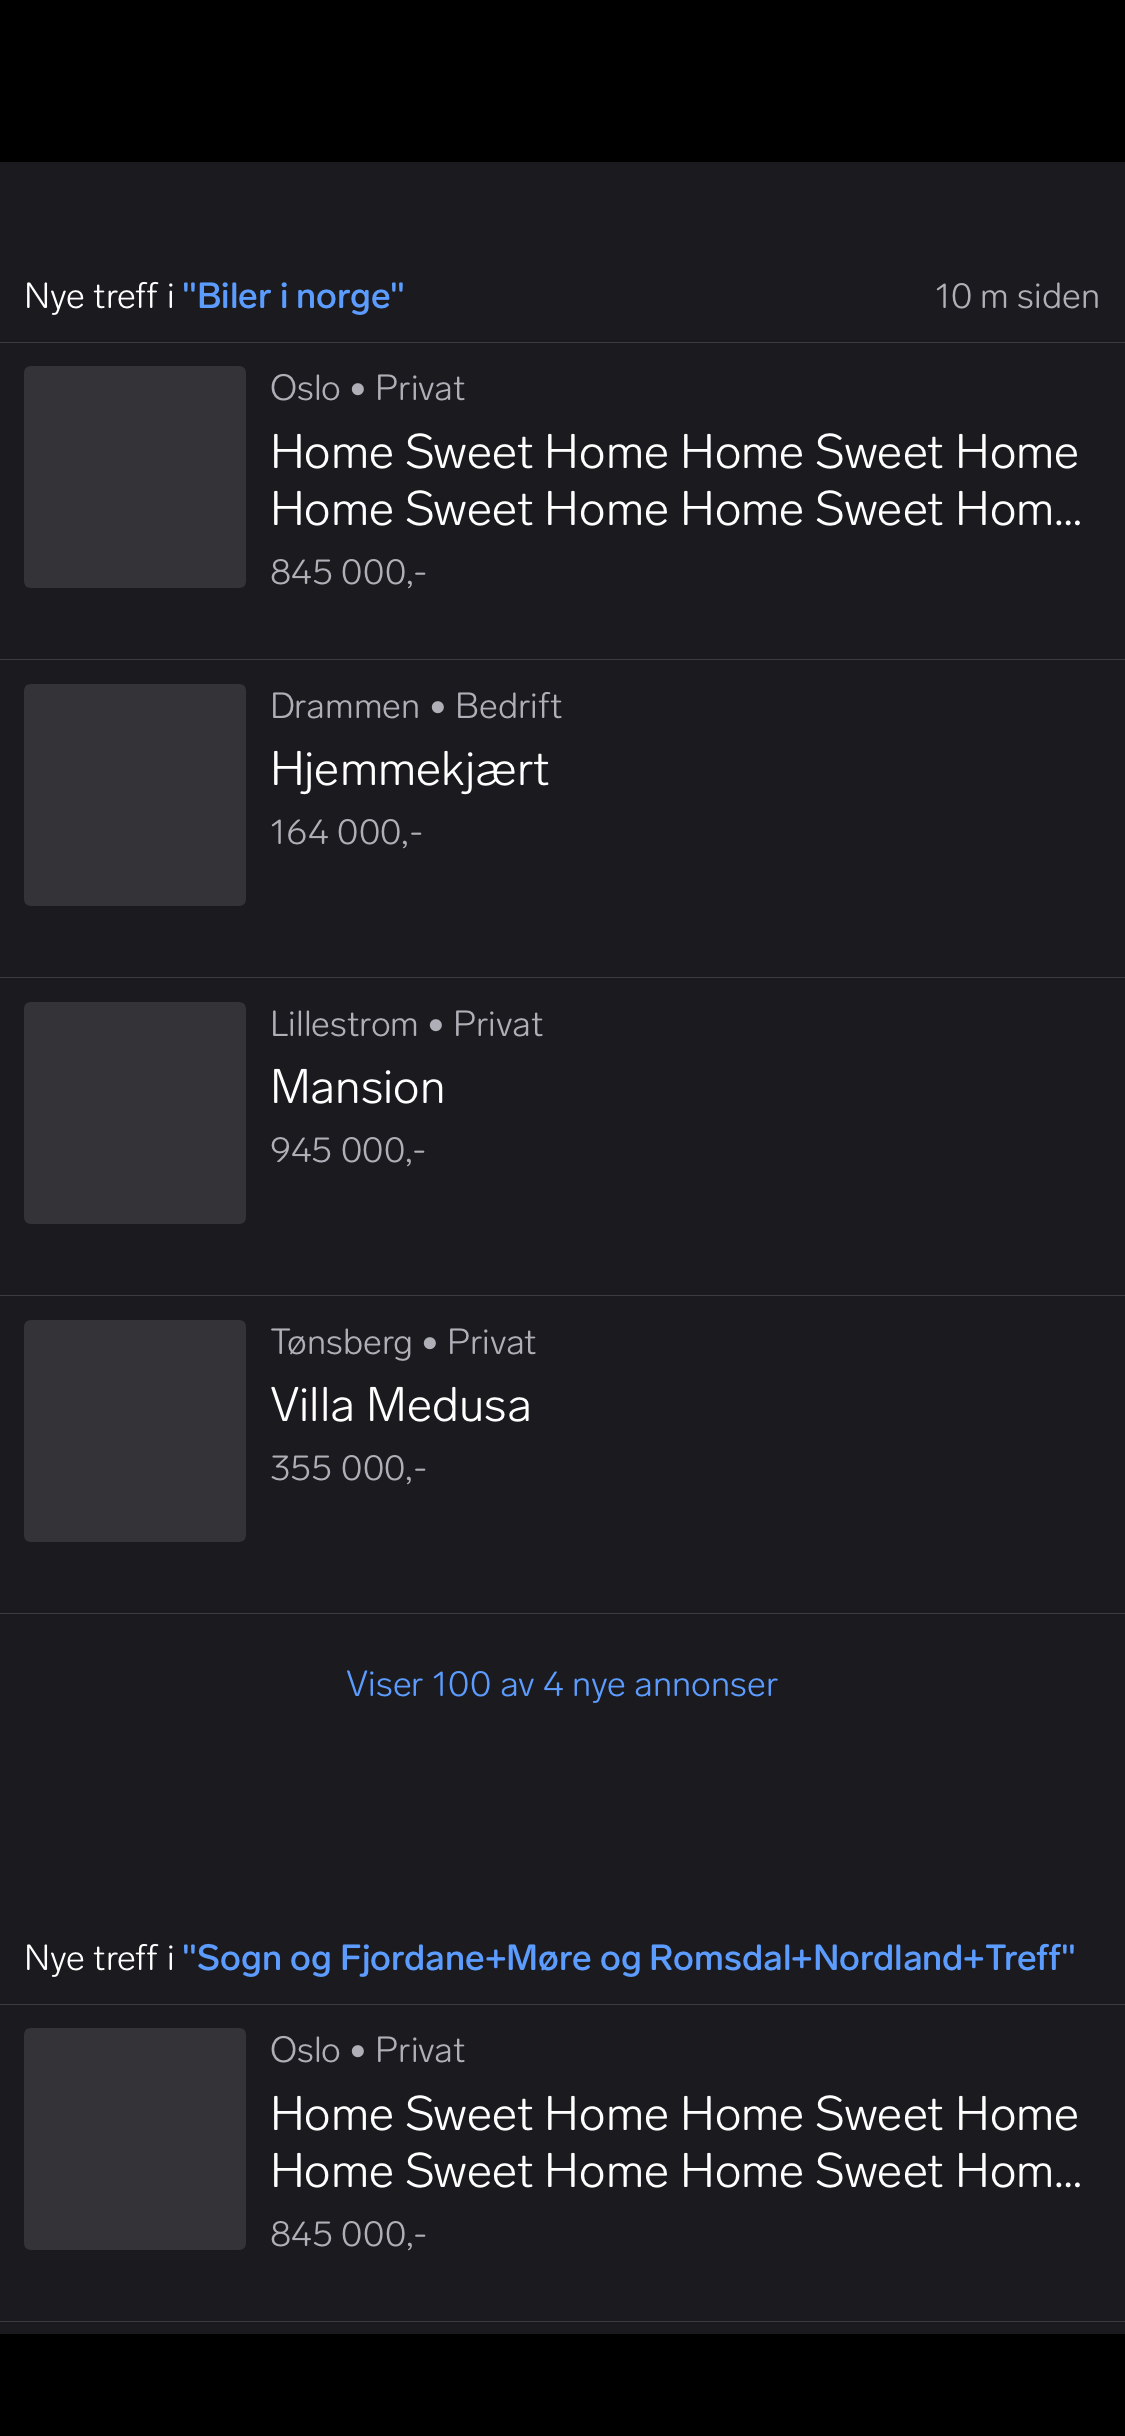 Nye treff i "Biler i norge" 10 m siden
Oslo • Privat
Home Sweet Home Home Sweet Home
Home Sweet Home Home Sweet Hom...
845 000,-
Drammen • Bedrift
Hjemmekjært
164 000,-
Lillestrom • Privat
Mansion
945 000,-
Tønsberg • Privat
Villa Medusa
355 000,-
Viser 100 av 4 nye annonser
Nye treff i "Sogn og Fjordane+Møre og Romsdal+Nordland+Treff"
Oslo • Privat
Home Sweet Home Home Sweet Home
Home Sweet Home Home Sweet Hom...
845 000,-